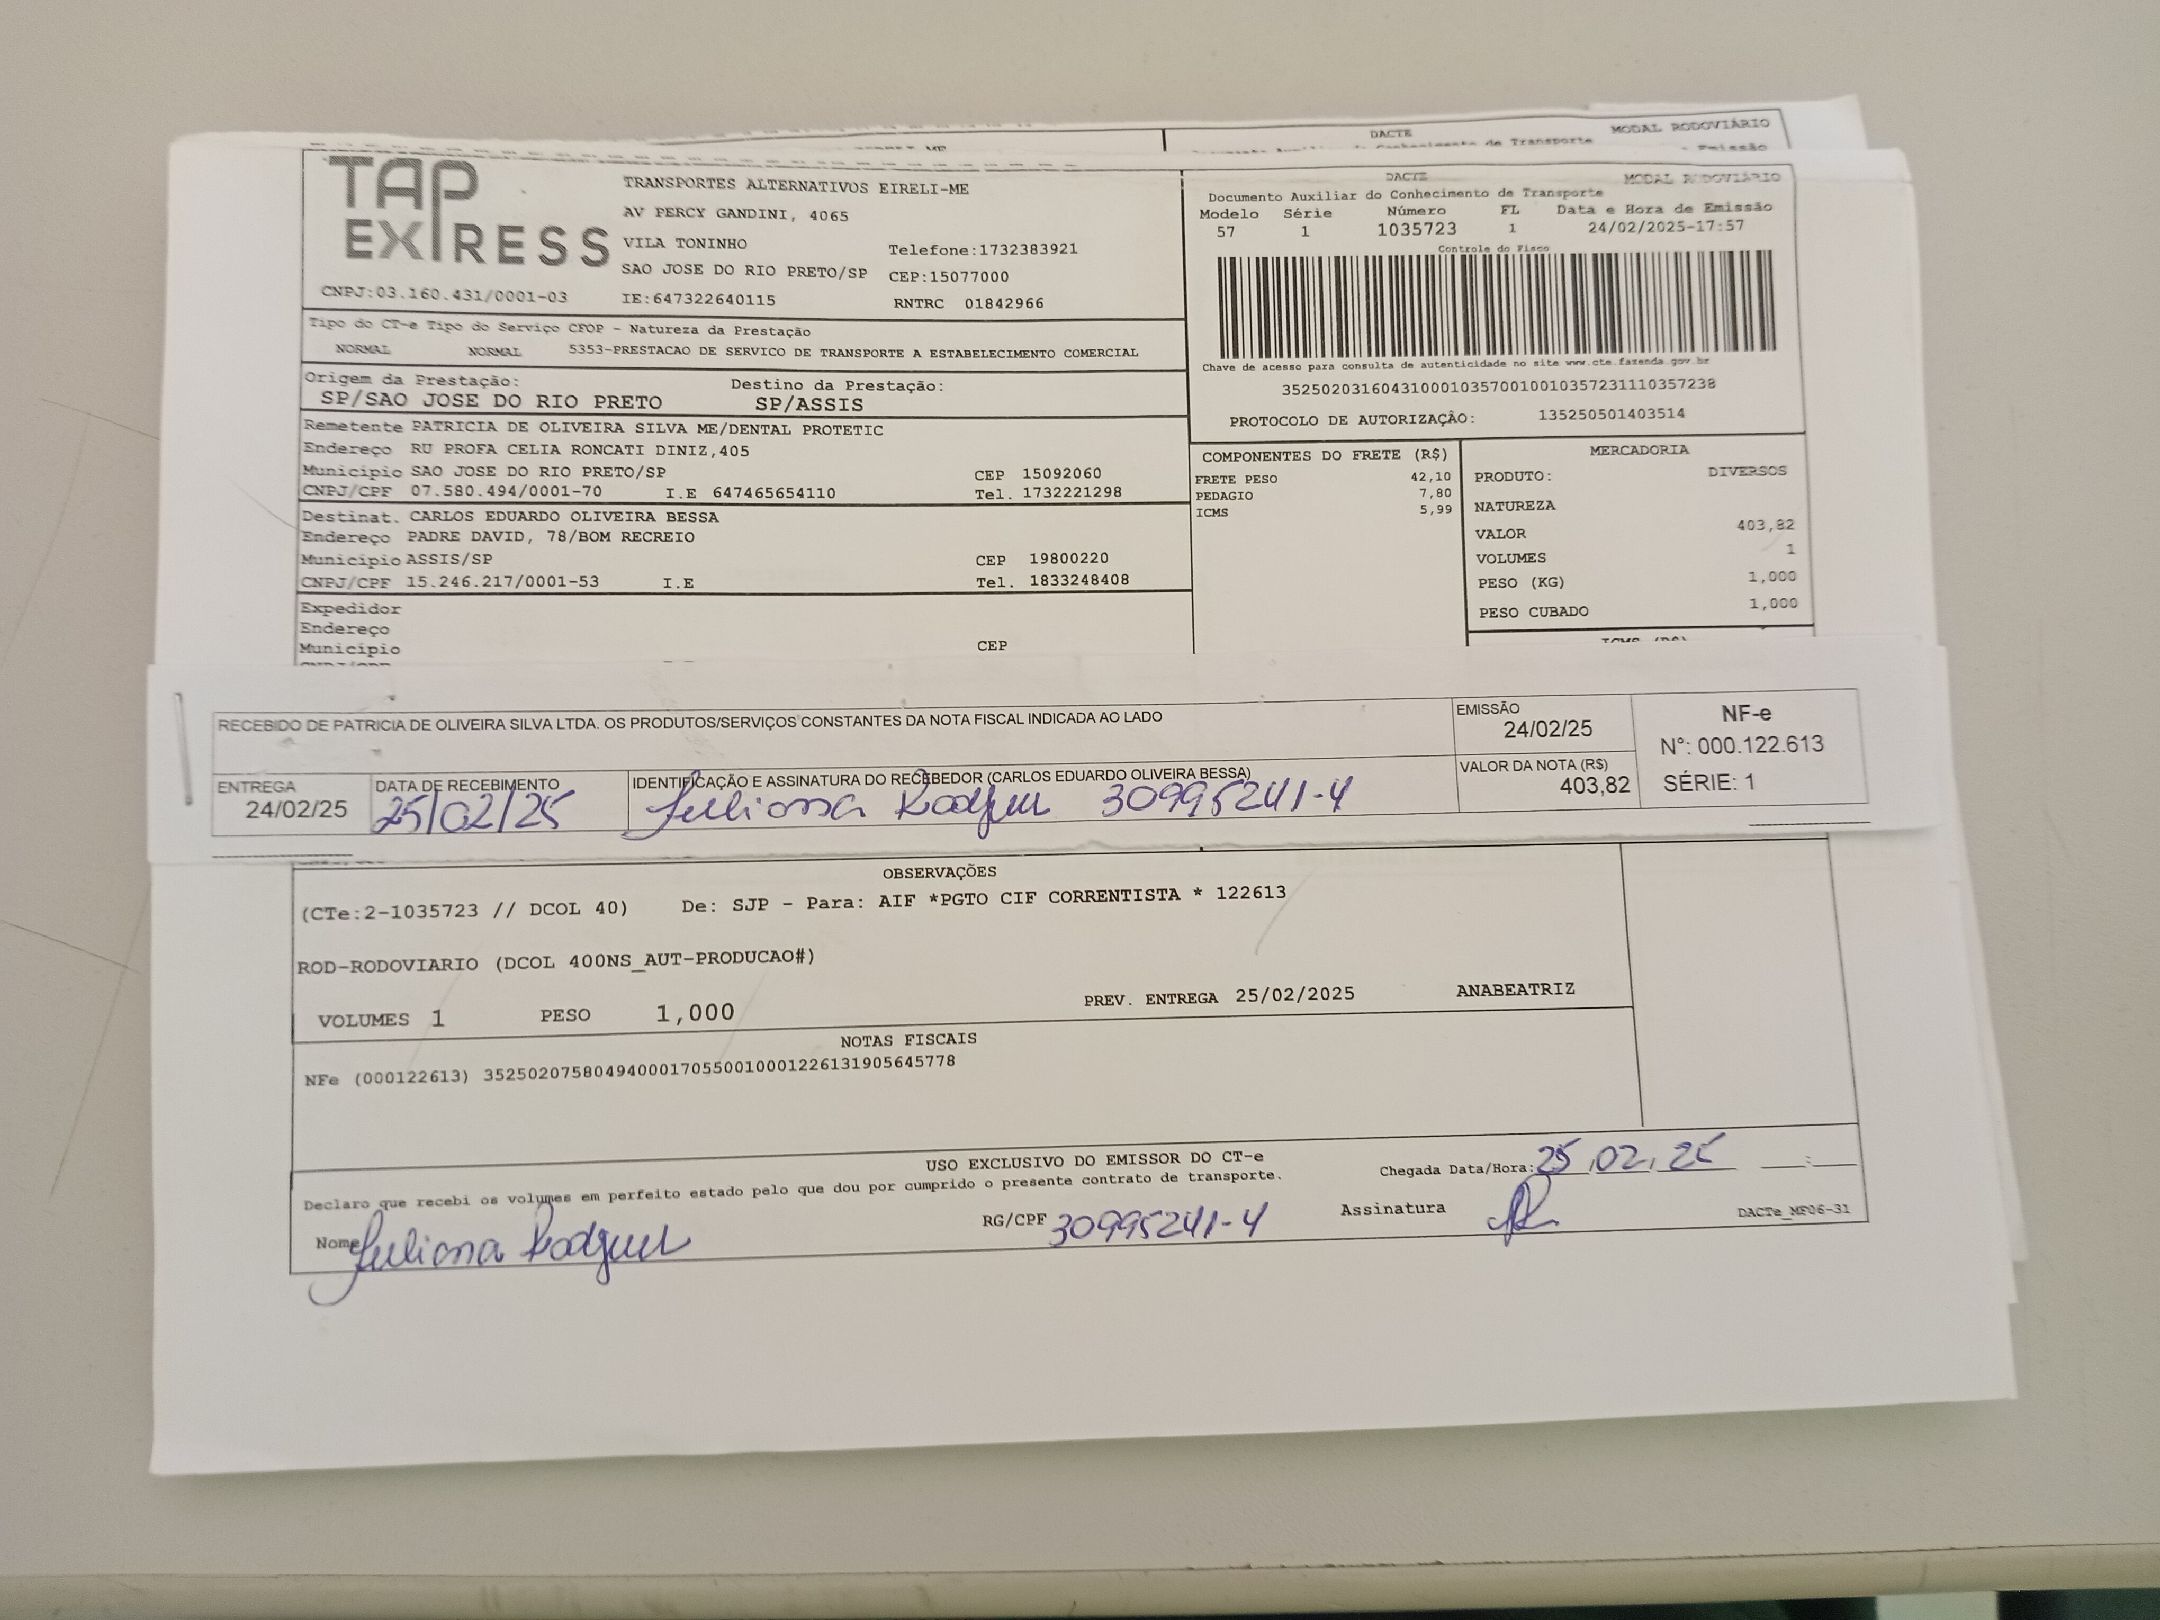 DACTE MODAL RODOVIÁRIO
de Transporte
TAP EXPRESS
TRANSPORTES ALTERNATIVOS EIRELI-ME
AV PERCY GANDINI, 4065
VILA TONINHO Telefone:1732383921
SAO JOSE DO RIO PRETO/SP CEP:15077000
CNPJ:03.160.431/0001-03 IE:647322640115 RNTRC 01842966
DACTE MODAL RODOVIÁRIO
Documento Auxiliar do Conhecimento de Transporte
Modelo Série Número FL Data e Hora de Emissão
57 1 1035723 1 24/02/2025-17:57
Controle do Fisco
Chave de acesso para consulta de autenticidade no site www.cte.fazenda.gov.br
35250203160431000103570010010357231110357238
PROTOCOLO DE AUTORIZAÇÃO: 135250501403514
Tipo do CT-e Tipo do Serviço CFOP - Natureza da Prestação
NORMAL NORMAL 5353-PRESTACAO DE SERVICO DE TRANSPORTE A ESTABELECIMENTO COMERCIAL
Origem da Prestação: Destino da Prestação:
SP/SAO JOSE DO RIO PRETO SP/ASSIS
Remetente PATRICIA DE OLIVEIRA SILVA ME/DENTAL PROTETIC
Endereço RU PROFA CELIA RONCATI DINIZ,405
Município SAO JOSE DO RIO PRETO/SP CEP 15092060
CNPJ/CPF 07.580.494/0001-70 I.E 647465654110 Tel. 1732221298
Destinat. CARLOS EDUARDO OLIVEIRA BESSA
Endereço PADRE DAVID, 78/BOM RECREIO
Município ASSIS/SP CEP 19800220
CNPJ/CPF 15.246.217/0001-53 I.E Tel. 1833248408
Expedidor
Endereço
Município CEP
COMPONENTES DO FRETE (R$)
FRETE PESO 42,10
PEDAGIO 7,80
ICMS 5,99
MERCADORIA
PRODUTO: DIVERSOS
NATUREZA
VALOR 403,82
VOLUMES 1
PESO (KG) 1,000
PESO CUBADO 1,000
RECEBIDO DE PATRICIA DE OLIVEIRA SILVA LTDA. OS PRODUTOS/SERVIÇOS CONSTANTES DA NOTA FISCAL INDICADA AO LADO
EMISSÃO
24/02/25
NF-e
N°: 000.122.613
SÉRIE: 1
ENTREGA
24/02/25
DATA DE RECEBIMENTO
25/02/25
IDENTIFICAÇÃO E ASSINATURA DO RECEBEDOR (CARLOS EDUARDO OLIVEIRA BESSA)
Juliana 30995241-4
VALOR DA NOTA (R$)
403,82
OBSERVAÇÕES
(CTe:2-1035723 // DCOL 40) De: SJP - Para: AIF *PGTO CIF CORRENTISTA * 122613
ROD-RODOVIARIO (DCOL 400NS_AUT-PRODUCAO#)
VOLUMES 1 PESO 1,000 PREV. ENTREGA 25/02/2025 ANABEATRIZ
NOTAS FISCAIS
NFe (000122613) 35250207580494000170550010001226131905645778
USO EXCLUSIVO DO EMISSOR DO CT-e
Declaro que recebi os volumes em perfeito estado pelo que dou por cumprido o presente contrato de transporte.
Chegada Data/Hora: 25,02,25 __:__
Nome Juliana RG/CPF 30995241-4 Assinatura
DACTe_MF06-31